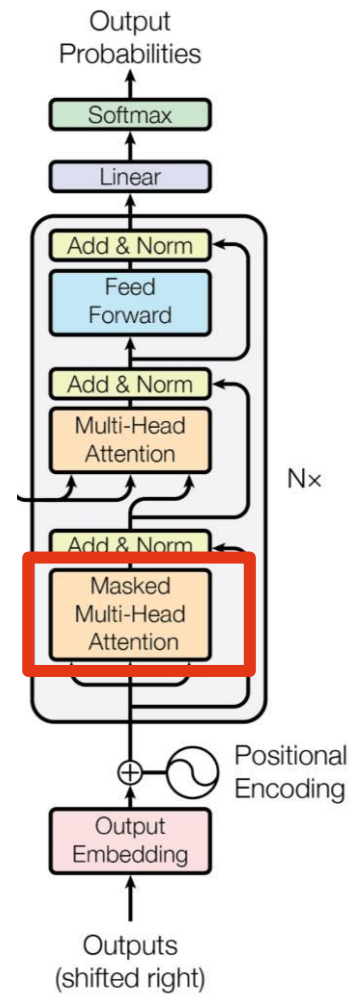 Output
Probabilities
Softmax
Linear
Add & Norm
Feed
Forward
Add & Norm
Multi-Head
Attention
N×
Add & Norm
Masked
Multi-Head
Attention
Positional
Encoding
Output
Embedding
Outputs
(shifted right)